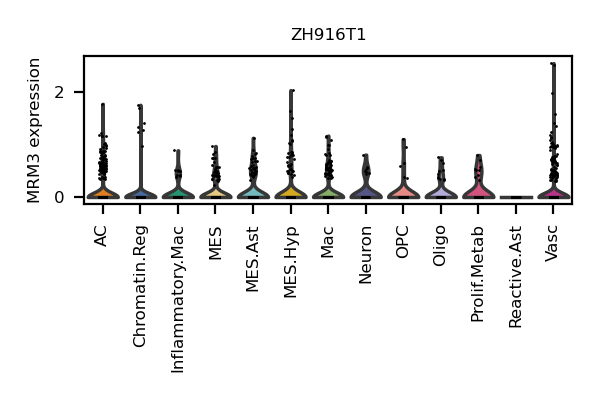 ZH916T1
MRM3 expression
2
0
AC
Chromatin.Reg
Inflammatory.Mac
MES
MES.Ast
MES.Hyp
Mac
Neuron
OPC
Oligo
Prolif.Metab
Reactive.Ast
Vasc